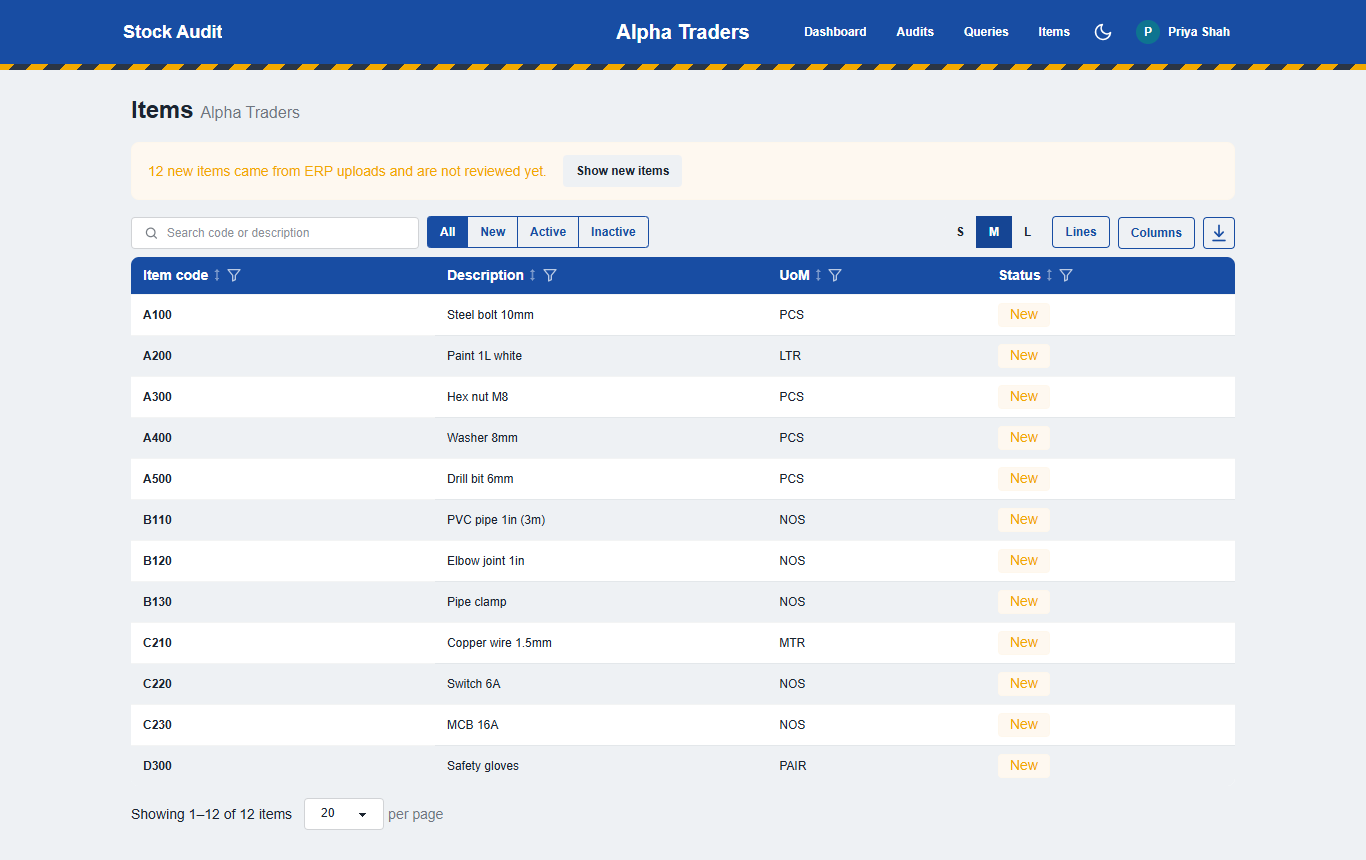 Stock Audit
Alpha Traders
Dashboard Audits Queries Items P Priya Shah
Items Alpha Traders
12 new items came from ERP uploads and are not reviewed yet. Show new items
Search code or description All New Active Inactive S M L Lines Columns
Item code Description UoM Status
A100 Steel bolt 10mm PCS New
A200 Paint 1L white LTR New
A300 Hex nut M8 PCS New
A400 Washer 8mm PCS New
A500 Drill bit 6mm PCS New
B110 PVC pipe 1in (3m) NOS New
B120 Elbow joint 1in NOS New
B130 Pipe clamp NOS New
C210 Copper wire 1.5mm MTR New
C220 Switch 6A NOS New
C230 MCB 16A NOS New
D300 Safety gloves PAIR New
Showing 1–12 of 12 items 20 per page